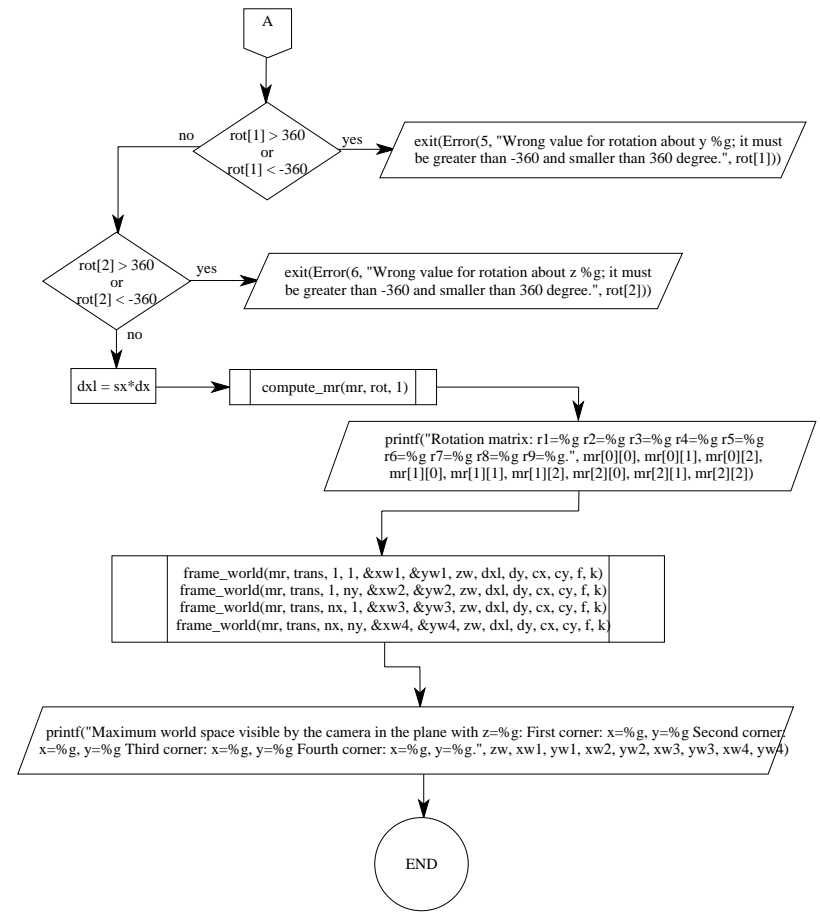 A
rot[1] > 360
or
rot[1] < -360
no
yes
exit(Error(5, "Wrong value for rotation about y %g; it must
be greater than -360 and smaller than 360 degree.", rot[1]))
rot[2] > 360
or
rot[2] < -360
yes
exit(Error(6, "Wrong value for rotation about z %g; it must
be greater than -360 and smaller than 360 degree.", rot[2]))
no
dxl = sx*dx
compute_mr(mr, rot, 1)
printf("Rotation matrix: r1=%g r2=%g r3=%g r4=%g r5=%g
r6=%g r7=%g r8=%g r9=%g.", mr[0][0], mr[0][1], mr[0][2],
mr[1][0], mr[1][1], mr[1][2], mr[2][0], mr[2][1], mr[2][2])
frame_world(mr, trans, 1, 1, &xw1, &yw1, zw, dxl, dy, cx, cy, f, k)
frame_world(mr, trans, 1, ny, &xw2, &yw2, zw, dxl, dy, cx, cy, f, k)
frame_world(mr, trans, nx, 1, &xw3, &yw3, zw, dxl, dy, cx, cy, f, k)
frame_world(mr, trans, nx, ny, &xw4, &yw4, zw, dxl, dy, cx, cy, f, k)
printf("Maximum world space visible by the camera in the plane with z=%g: First corner: x=%g, y=%g Second corner:
x=%g, y=%g Third corner: x=%g, y=%g Fourth corner: x=%g, y=%g.", zw, xw1, yw1, xw2, yw2, xw3, yw3, xw4, yw4)
END